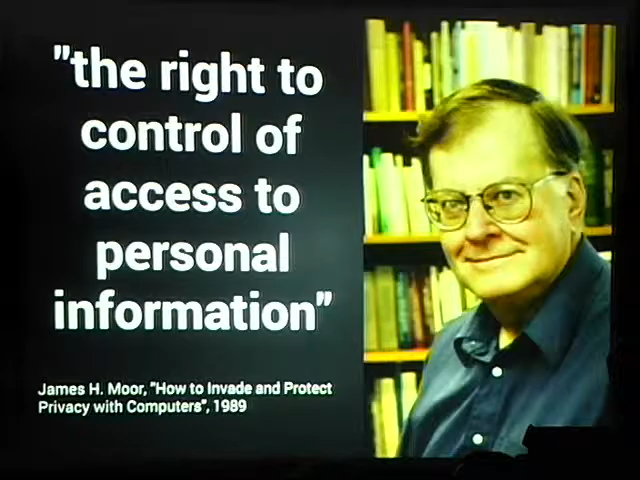 "the right to
control of
access to
personal
information"
James H. Moor, "How to Invade and Protect
Privacy with Computers", 1989